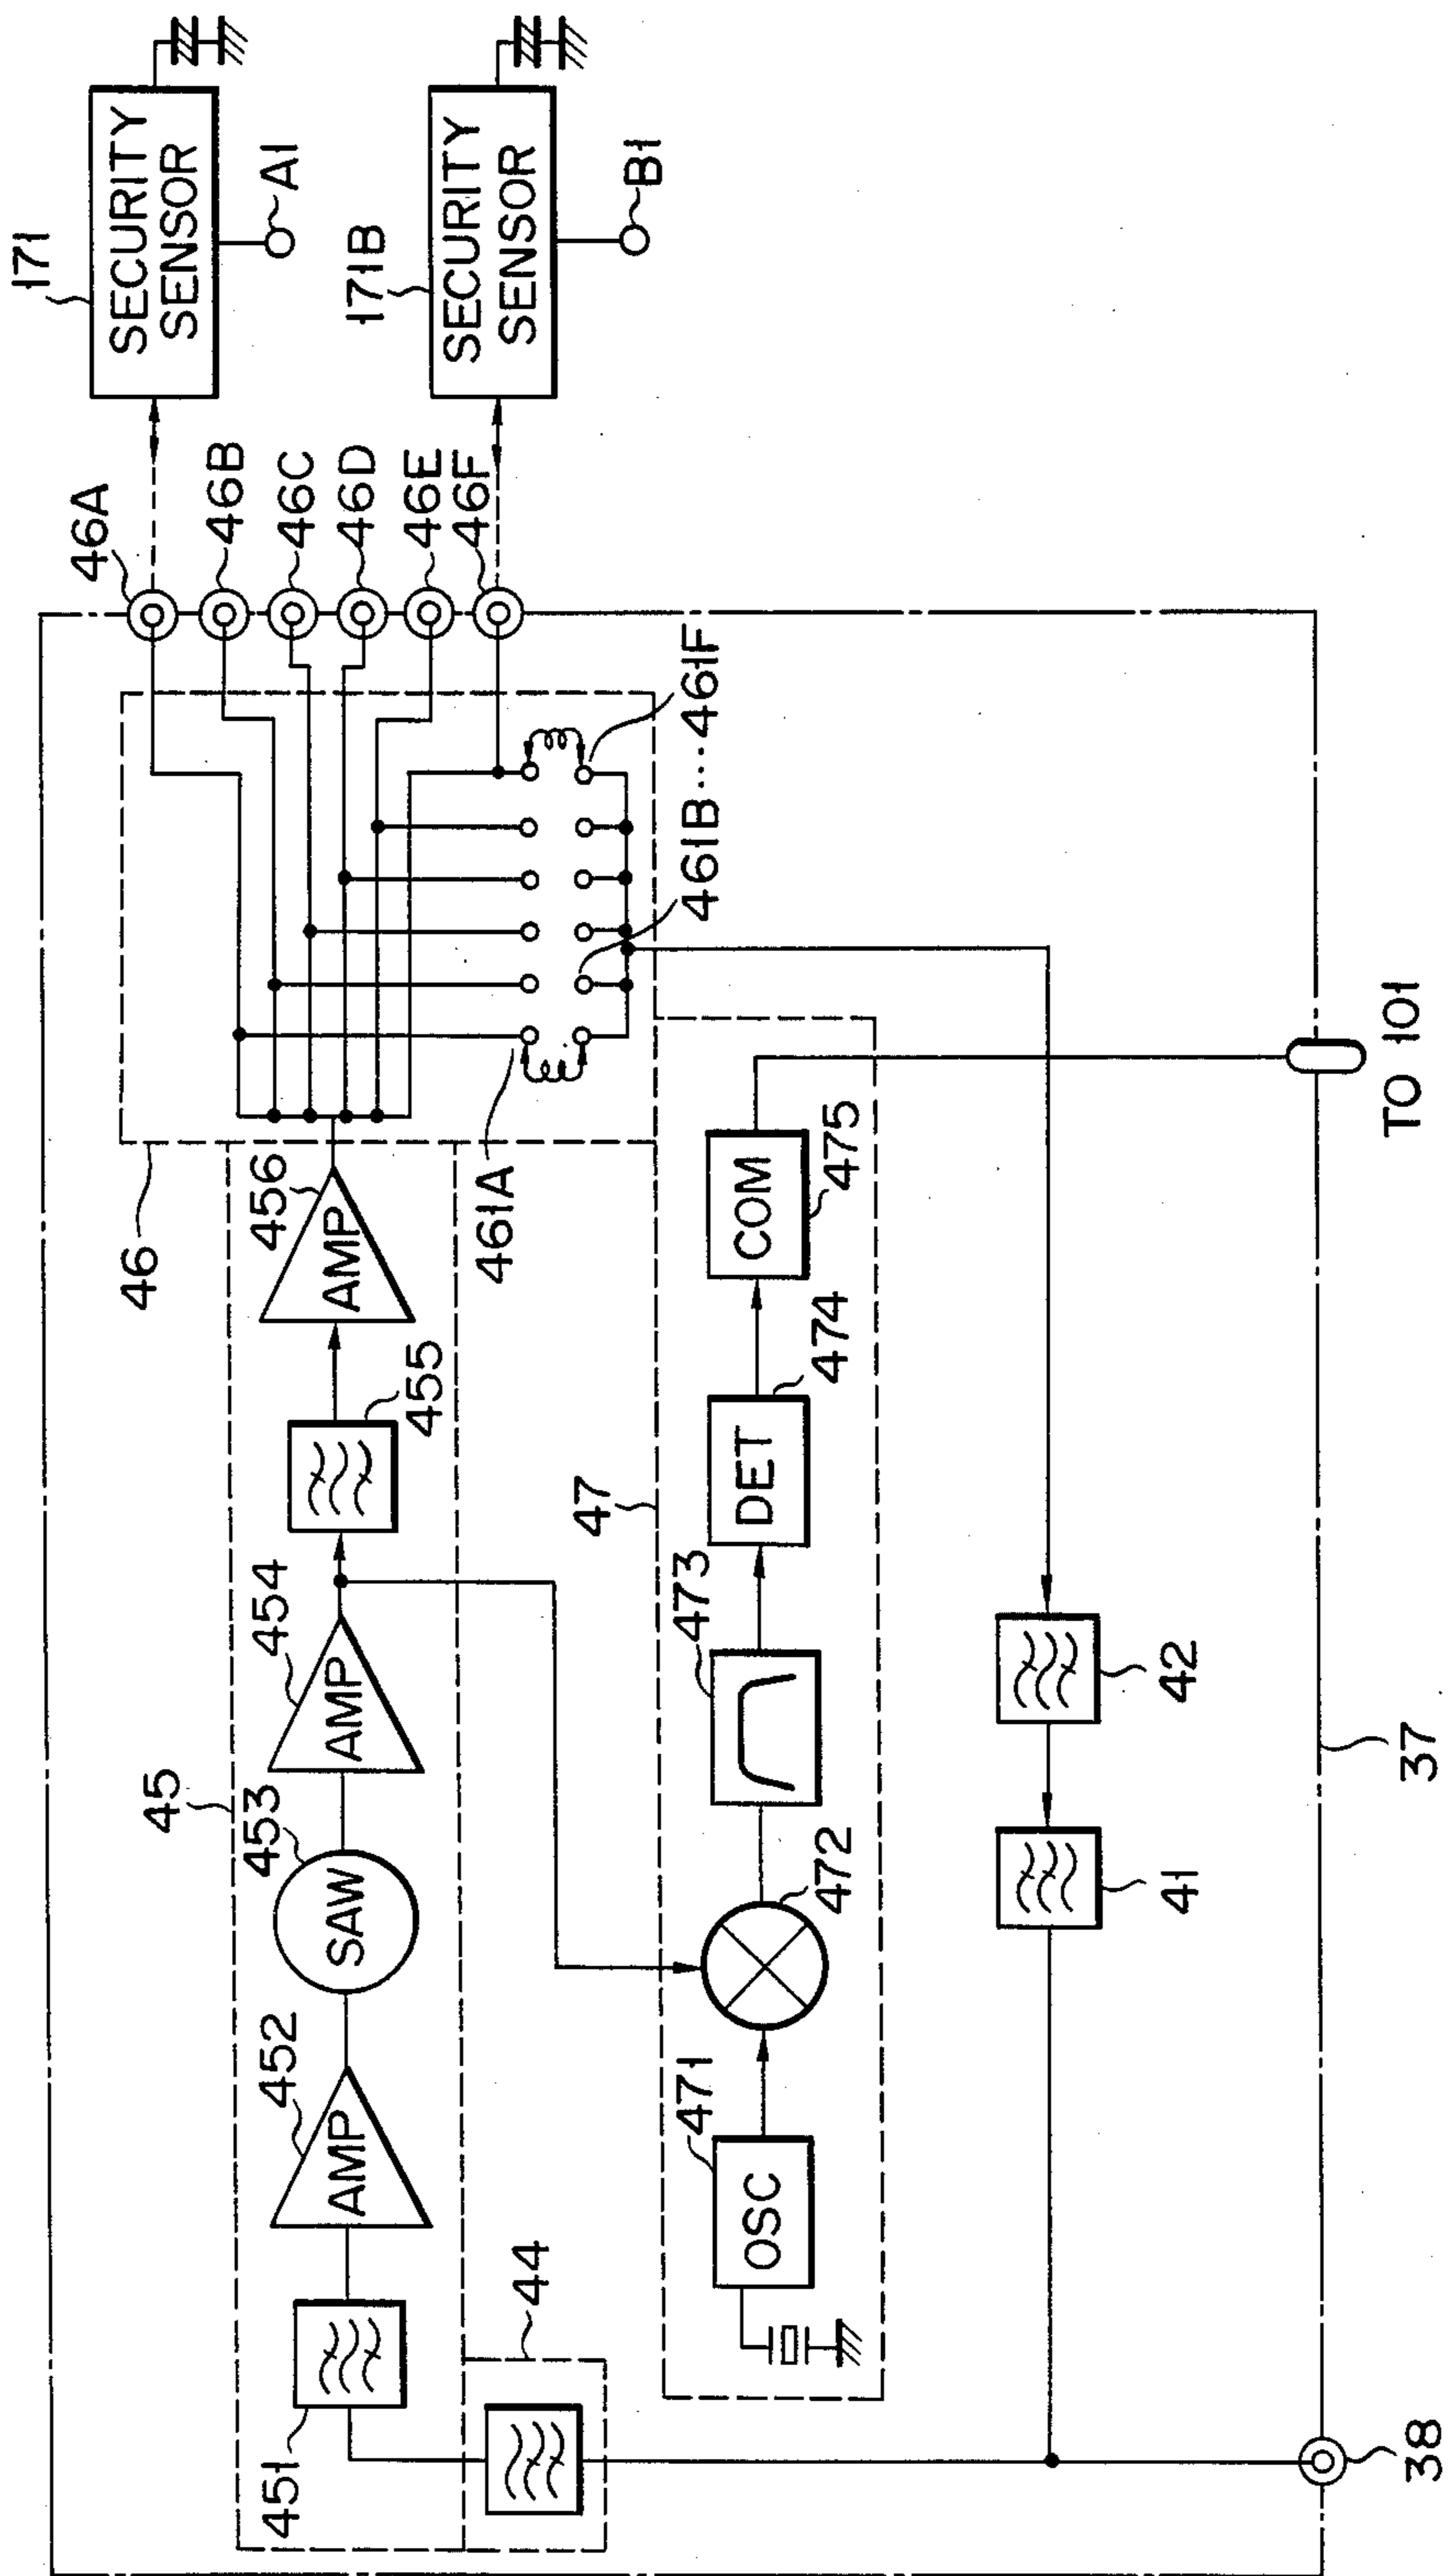 171
SECURITY
SENSOR
A1
171B
SECURITY
SENSOR
B1
46A
46B
46C
46D
46E
46F
461B...461F
461A
46
456
AMP
455
454
AMP
453
SAW
45
452
AMP
451
44
47
475
COM
474
DET
473
472
471
OSC
42
41
TO 101
37
38